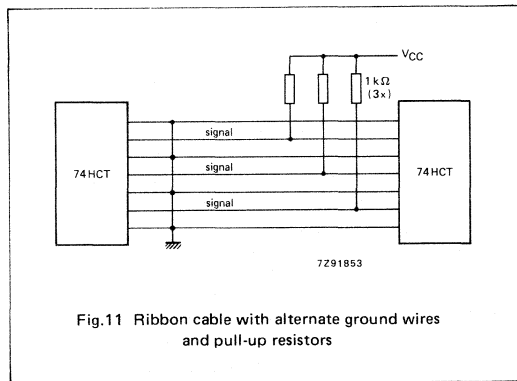 VCC
1 kΩ
(3x)
signal
74HCT
signal
74HCT
signal
7Z91853
Fig.11 Ribbon cable with alternate ground wires
and pull-up resistors